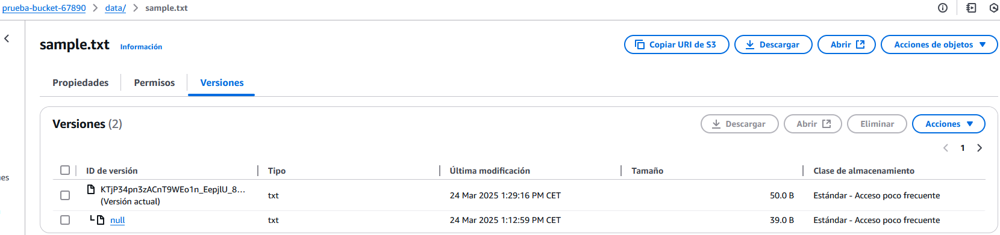 prueba-bucket-67890 > data/ > sample.txt
sample.txt Información
Copiar URI de S3 Descargar Abrir Acciones de objetos
Propiedades Permisos Versiones
Versiones (2)
Descargar Abrir Eliminar Acciones
1
ID de versión Tipo Última modificación Tamaño Clase de almacenamiento
KTjP34pn3zACnT9WEo1n_EepjlU_8... txt 24 Mar 2025 1:29:16 PM CET 50.0 B Estándar - Acceso poco frecuente
(Versión actual)
null txt 24 Mar 2025 1:12:59 PM CET 39.0 B Estándar - Acceso poco frecuente